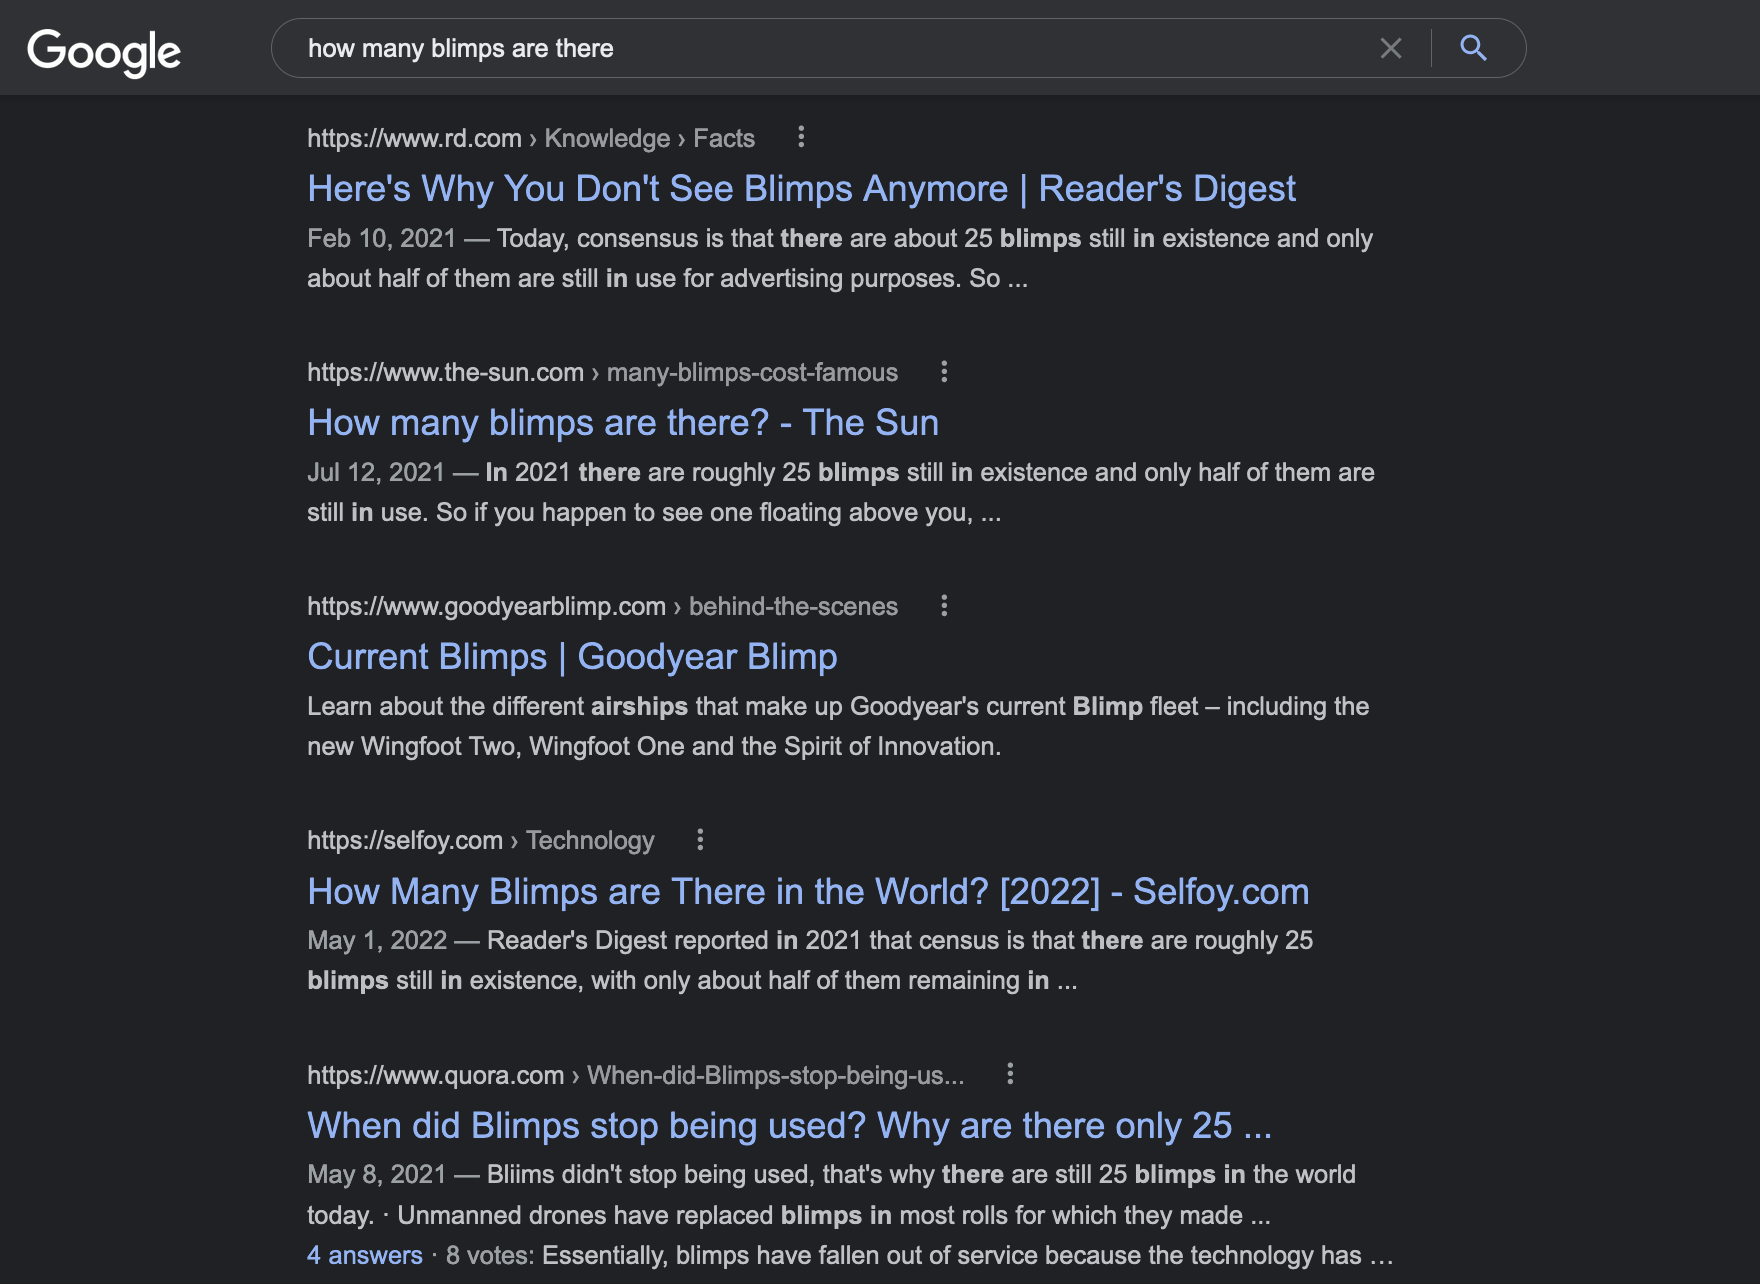 Google
how many blimps are there
https://www.rd.com › Knowledge › Facts
Here's Why You Don't See Blimps Anymore | Reader's Digest
Feb 10, 2021 — Today, consensus is that there are about 25 blimps still in existence and only
about half of them are still in use for advertising purposes. So ...
https://www.the-sun.com › many-blimps-cost-famous
How many blimps are there? - The Sun
Jul 12, 2021 — In 2021 there are roughly 25 blimps still in existence and only half of them are
still in use. So if you happen to see one floating above you, ...
https://www.goodyearblimp.com › behind-the-scenes
Current Blimps | Goodyear Blimp
Learn about the different airships that make up Goodyear's current Blimp fleet – including the
new Wingfoot Two, Wingfoot One and the Spirit of Innovation.
https://selfoy.com › Technology
How Many Blimps are There in the World? [2022] - Selfoy.com
May 1, 2022 — Reader's Digest reported in 2021 that census is that there are roughly 25
blimps still in existence, with only about half of them remaining in ...
https://www.quora.com › When-did-Blimps-stop-being-us...
When did Blimps stop being used? Why are there only 25 ...
May 8, 2021 — Bliims didn't stop being used, that's why there are still 25 blimps in the world
today. · Unmanned drones have replaced blimps in most rolls for which they made ...
4 answers · 8 votes: Essentially, blimps have fallen out of service because the technology has ...